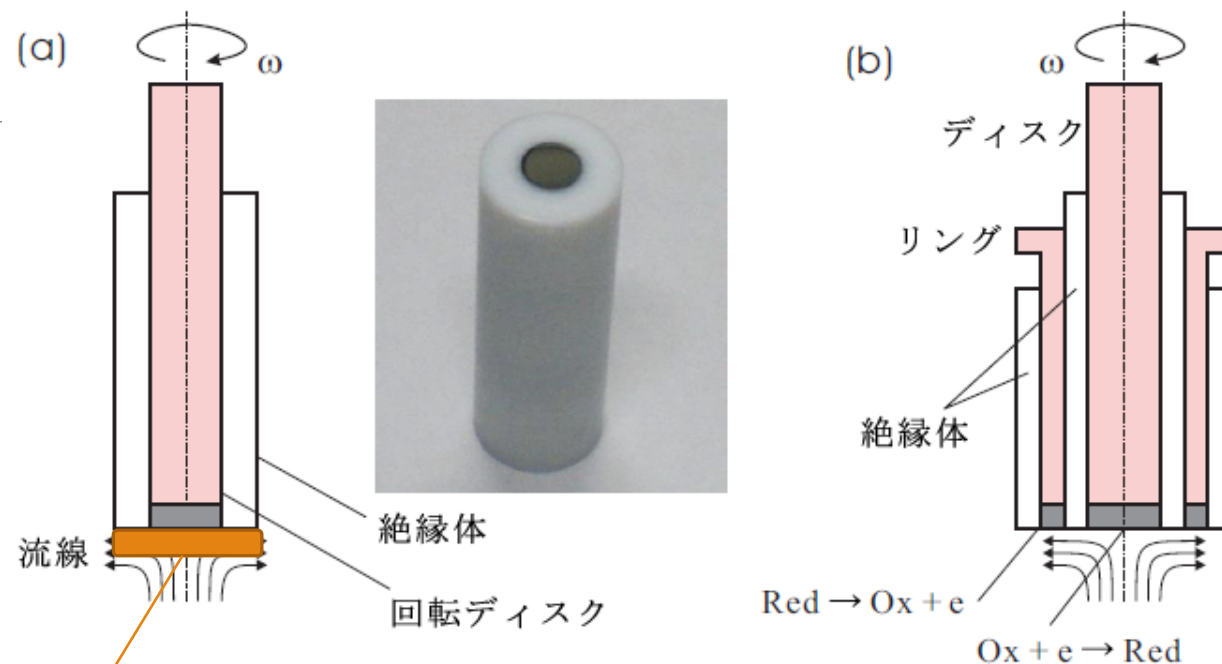 (a)
ω
流線
絶縁体
回転ディスク
(b)
ω
ディスク
リング
絶縁体
Red → Ox + e
Ox + e → Red